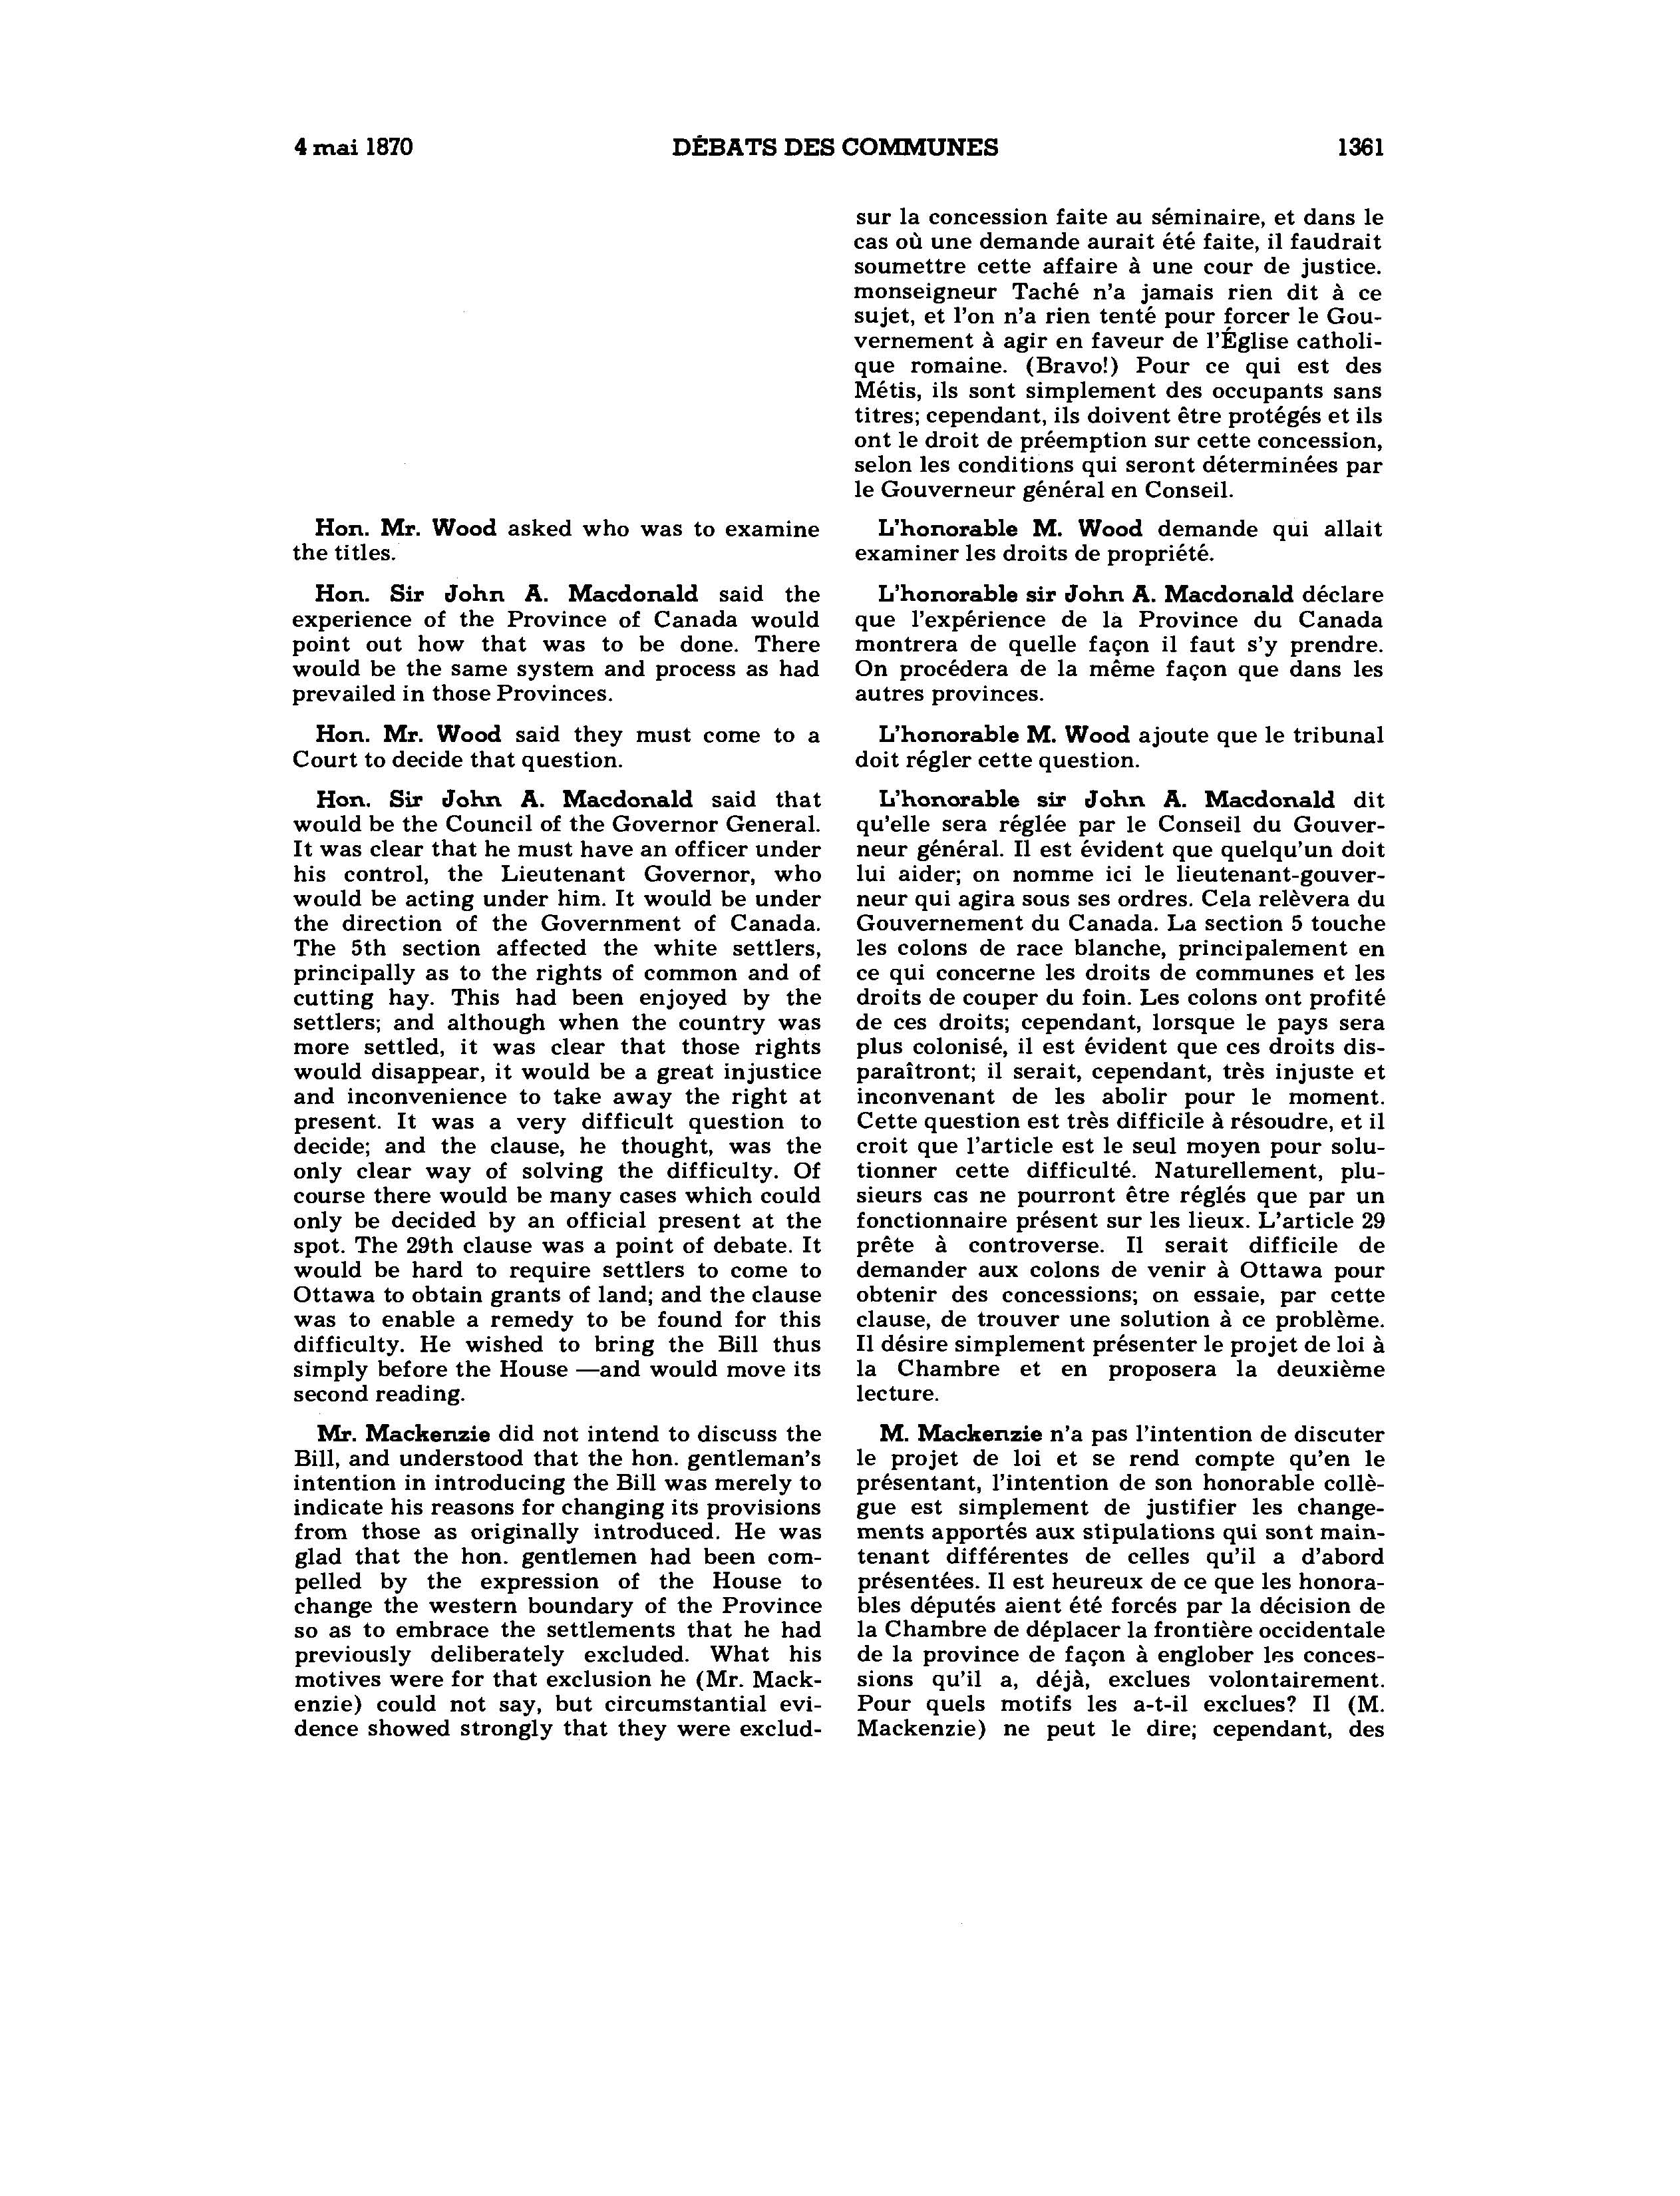 4 mai 1870
DÉBATS DES COMMUNES
1361
Hon. Mr. Wood asked who was to examine
the titles.
Hon. Sir John A. Macdonald said the
experience of the Province of Canada would
point out how that was to be done. There
would be the same system and process as had
prevailed in those Provinces.
Hon. Mr. Wood said they must come to a
Court to decide that question.
Hon. Sir John A. Macdonald said that
would be the Council of the Governor General.
It was clear that he must have an officer under
his control, the Lieutenant Governor, who
would be acting under him. It would be under
the direction of the Government of Canada.
The 5th section affected the white settlers,
principally as to the rights of common and of
cutting hay. This had been enjoyed by the
settlers; and although when the country was
more settled, it was clear that those rights
would disappear, it would be a great injustice
and inconvenience to take away the right at
present. It was a very difficult question to
decide; and the clause, he thought, was the
only clear way of solving the difficulty. Of
course there would be many cases which could
only be decided by an official present at the
spot. The 29th clause was a point of debate. It
would be hard to require settlers to come to
Ottawa to obtain grants of land; and the clause
was to enable a remedy to be found for this
difficulty. He wished to bring the Bill thus
simply before the House —and would move its
second reading.
Mr. Mackenzie did not intend to discuss the
Bill, and understood that the hon. gentleman's
intention in introducing the Bill was merely to
indicate his reasons for changing its provisions
from those as originally introduced. He was
glad that the hon. gentlemen had been com-
pelled by the expression of the House to
change the western boundary of the Province
so as to embrace the settlements that he had
previously deliberately excluded. What his
motives were for that exclusion he (Mr. Mack-
enzie) could not say, but circumstantial evi-
dence showed strongly that they were exclud-
sur la concession faite au séminaire, et dans le
cas où une demande aurait été faite, il faudrait
soumettre cette affaire à une cour de justice.
monseigneur Taché n'a jamais rien dit à ce
sujet, et l'on n'a rien tenté pour forcer le Gou-
vernement à agir en faveur de l'Église catholi-
que romaine. (Bravo!) Pour ce qui est des
Métis, ils sont simplement des occupants sans
titres; cependant, ils doivent être protégés et ils
ont le droit de préemption sur cette concession,
selon les conditions qui seront déterminées par
le Gouverneur général en Conseil.
L'honorable M. Wood demande qui allait
examiner les droits de propriété.
L'honorable sir John A. Macdonald déclare
que l'expérience de la Province du Canada
montrera de quelle façon il faut s'y prendre.
On procédera de la même façon que dans les
autres provinces.
L'honorable M. Wood ajoute que le tribunal
doit régler cette question.
L'honorable sir John A. Macdonald dit
qu'elle sera réglée par le Conseil du Gouver-
neur général. Il est évident que quelqu'un doit
lui aider; on nomme ici le lieutenant-gouver-
neur qui agira sous ses ordres. Cela relèvera du
Gouvernement du Canada. La section 5 touche
les colons de race blanche, principalement en
ce qui concerne les droits de communes et les
droits de couper du foin. Les colons ont profité
de ces droits; cependant, lorsque le pays sera
plus colonisé, il est évident que ces droits dis-
paraîtront; il serait, cependant, très injuste et
inconvenant de les abolir pour le moment.
Cette question est très difficile à résoudre, et il
croit que l'article est le seul moyen pour solu-
tionner cette difficulté. Naturellement, plu-
sieurs cas ne pourront être réglés que par un
fonctionnaire présent sur les lieux. L'article 29
prête à controverse. Il serait difficile de
demander aux colons de venir à Ottawa pour
obtenir des concessions; on essaie, par cette
clause, de trouver une solution à ce problème.
Il désire simplement présenter le projet de loi à
la Chambre et en proposera la deuxième
lecture.
M. Mackenzie n'a pas l'intention de discuter
le projet de loi et se rend compte qu'en le
présentant, l'intention de son honorable collè-
gue est simplement de justifier les change-
ments apportés aux stipulations qui sont main-
tenant différentes de celles qu'il a d'abord
présentées. Il est heureux de ce que les honora-
bles députés aient été forcés par la décision de
la Chambre de déplacer la frontière occidentale
de la province de façon à englober les conces-
sions qu'il a, déjà, exclues volontairement.
Pour quels motifs les a-t-il exclues? Il (M.
Mackenzie) ne peut le dire; cependant, des